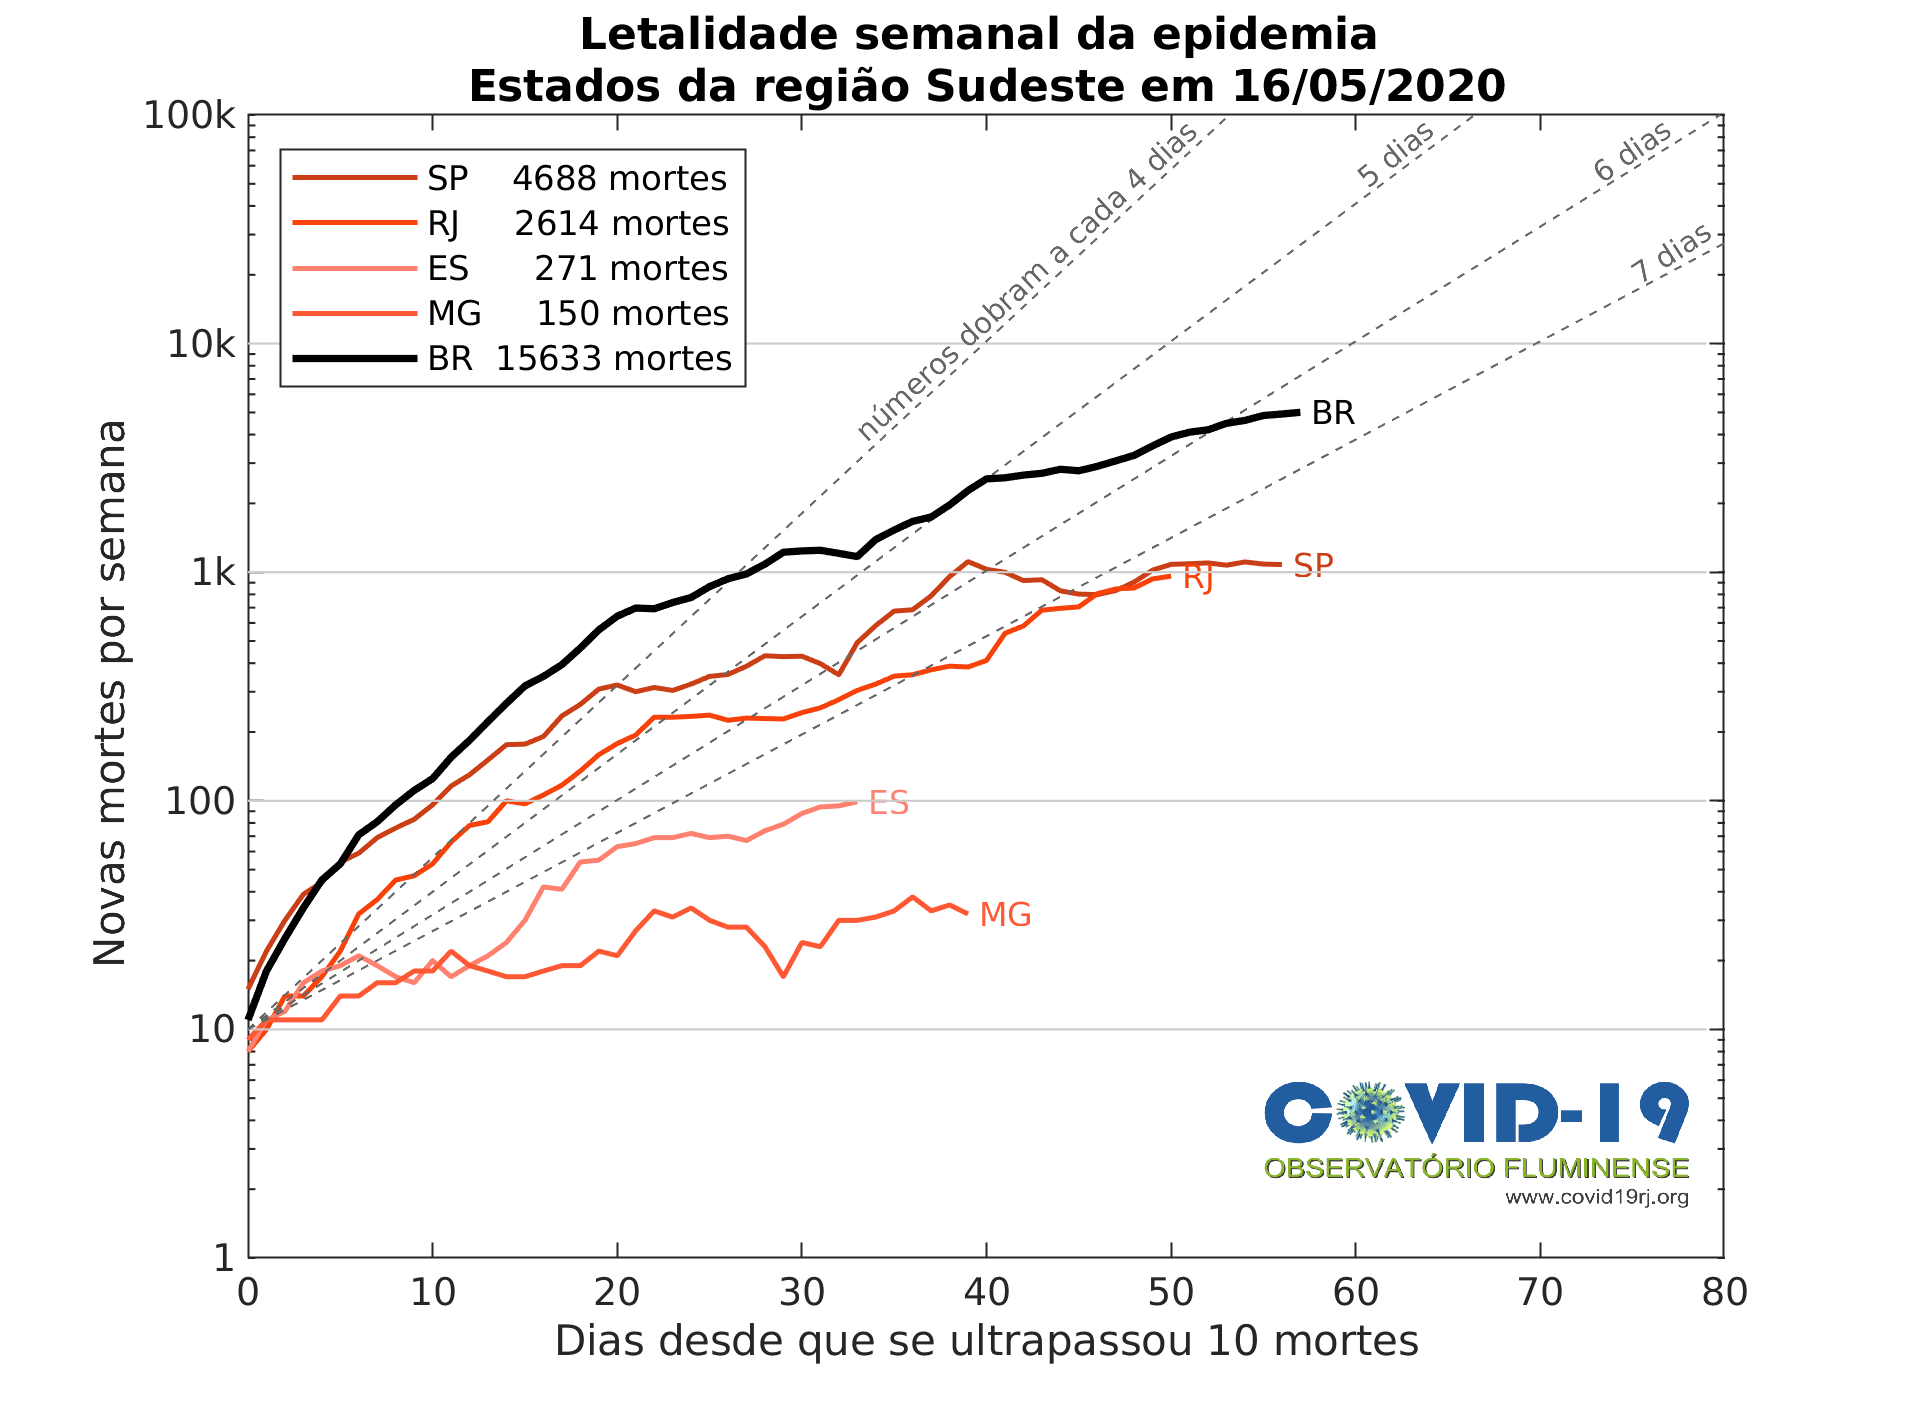 Letalidade semanal da epidemia
Estados da região Sudeste em 16/05/2020
100k
10k
1k
100
10
1
Novas mortes por semana
SP 4688 mortes
RJ 2614 mortes
ES 271 mortes
MG 150 mortes
BR 15633 mortes
números dobram a cada 4 dias
5 dias
6 dias
7 dias
BR
SP
RJ
ES
MG
COVID-19
OBSERVATÓRIO FLUMINENSE
www.covid19rj.org
0 10 20 30 40 50 60 70 80
Dias desde que se ultrapassou 10 mortes